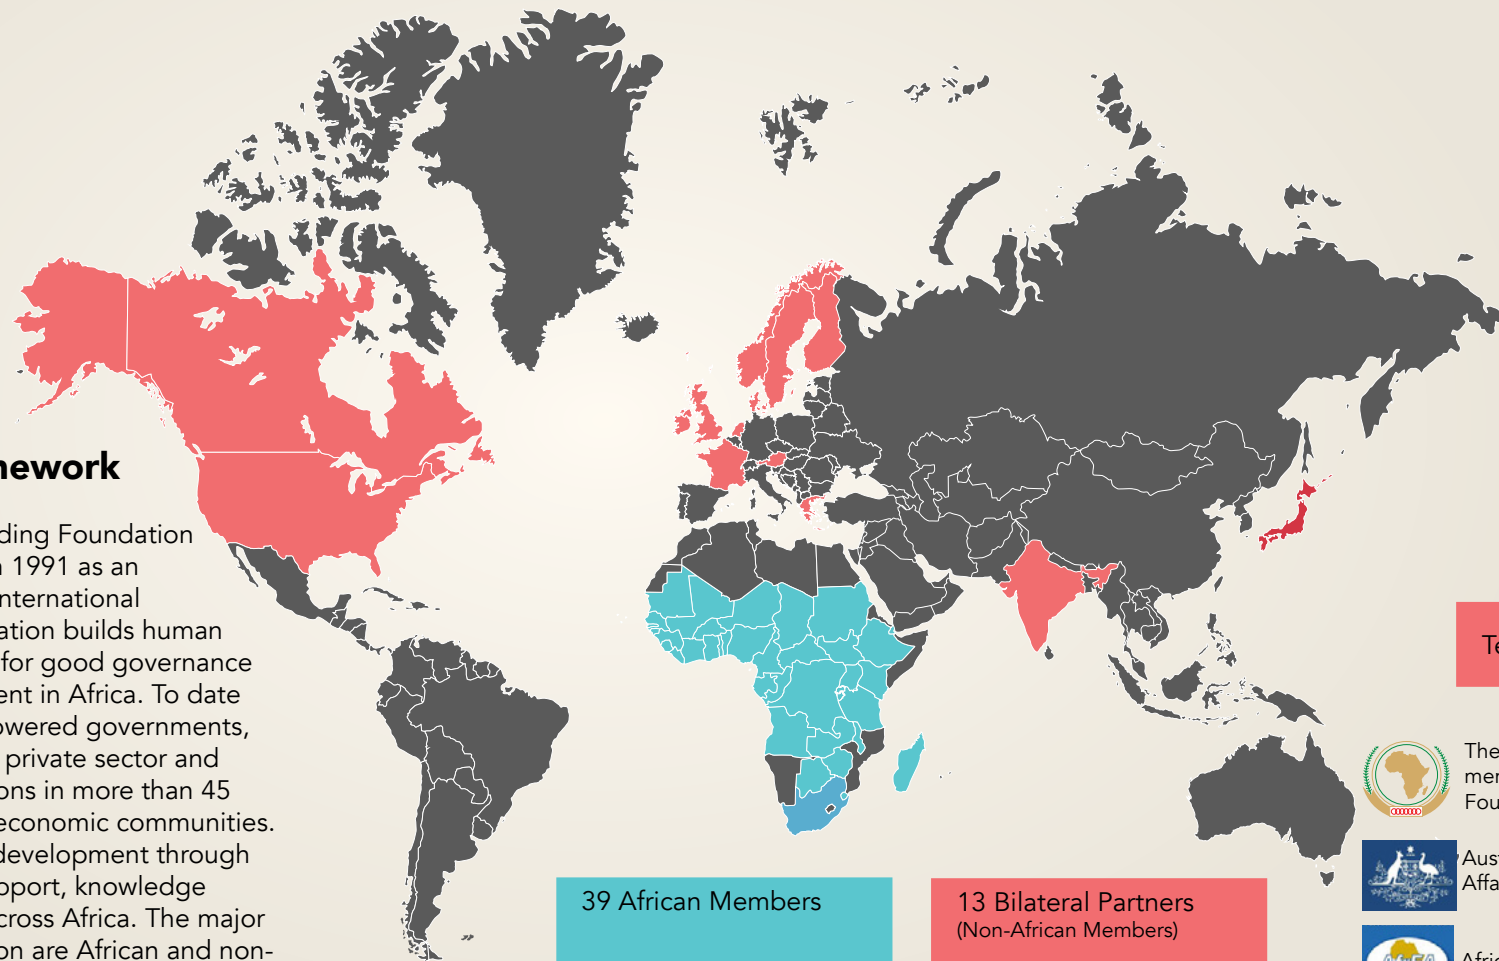 nework
ding Foundation
1991 as an
nternational
ation builds human
for good governance
ent in Africa. To date
owered governments,
private sector and
ons in more than 45
economic communities.
development through
pport, knowledge
cross Africa. The major
on are African and non-
39 African Members
13 Bilateral Partners
(Non-African Members)
Te
The
mer
Fou
Aus
Affa
Afric